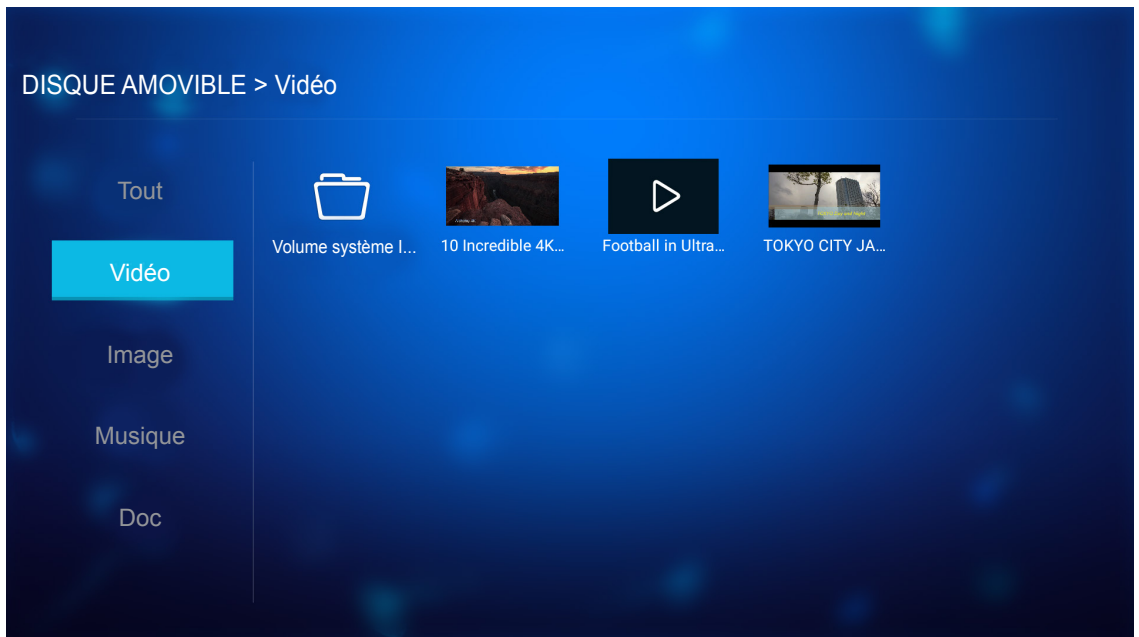 DISQUE AMOVIBLE > Vidéo
Tout
Vidéo
Image
Musique
Doc
Volume système I...
10 Incredible 4K...
Football in Ultra...
TOKYO CITY JA...